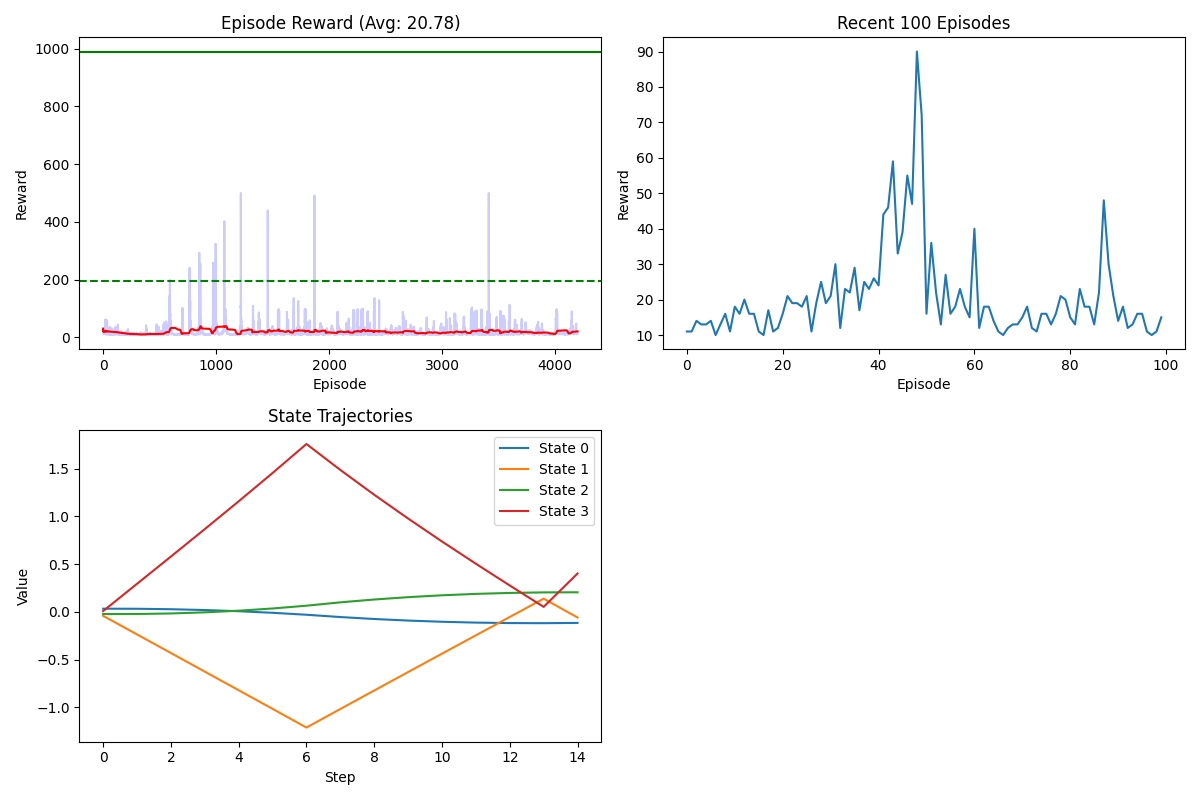 Episode Reward (Avg: 20.78)
1000
800
600
400
200
0
Reward
0 1000 2000 3000 4000
Episode
Recent 100 Episodes
90
80
70
60
50
40
30
20
10
Reward
0 20 40 60 80 100
Episode
State Trajectories
1.5
1.0
0.5
0.0
−0.5
−1.0
Value
State 0
State 1
State 2
State 3
0 2 4 6 8 10 12 14
Step